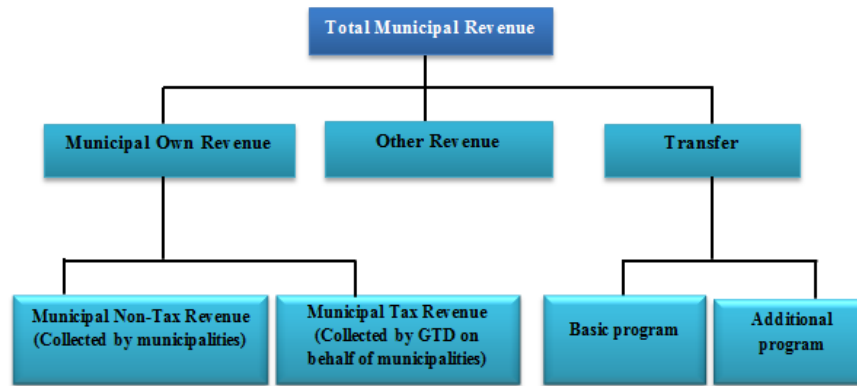 Total Municipal Revenue
Municipal Own Revenue
Other Revenue
Transfer
Municipal Non-Tax Revenue
(Collected by municipalities)
Municipal Tax Revenue
(Collected by GTD on
behalf of municipalities)
Basic program
Additional
program